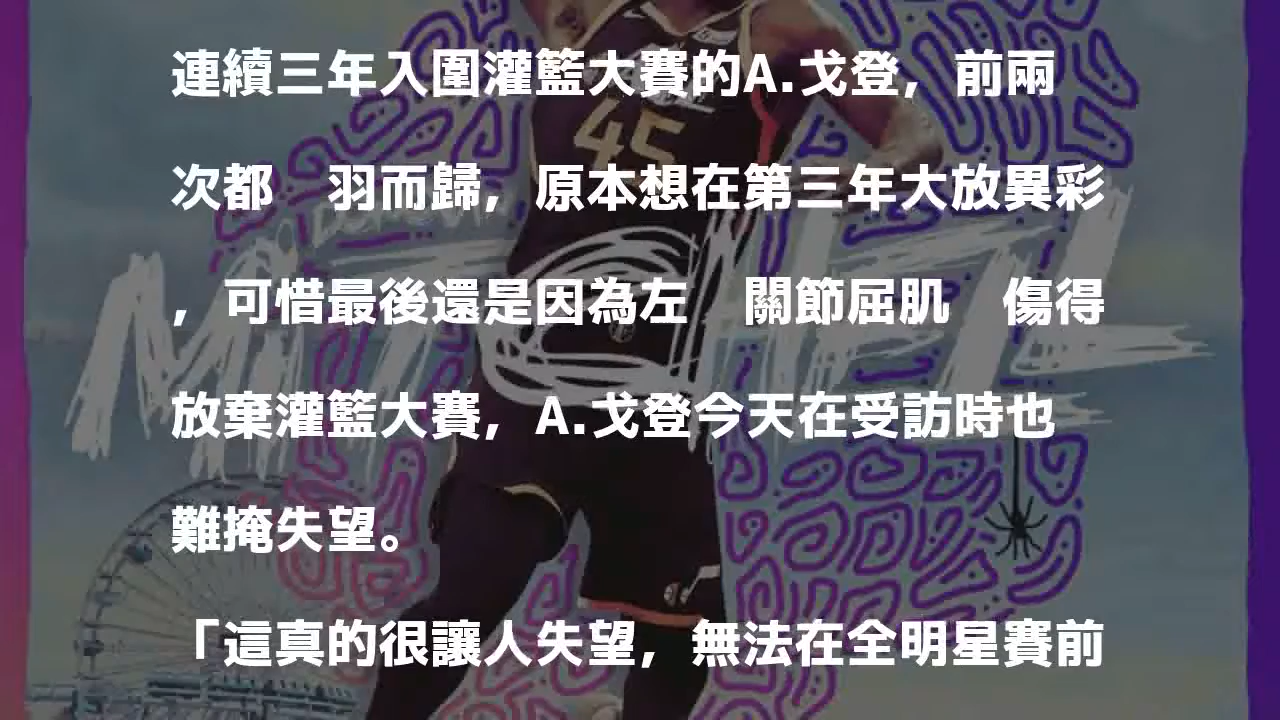 連續三年入圍灌籃大賽的A.戈登，前兩
次都　羽而歸，原本想在第三年大放異彩
，可惜最後還是因為左　關節屈肌　傷得
放棄灌籃大賽，A.戈登今天在受訪時也
難掩失望。
「這真的很讓人失望，無法在全明星賽前
45